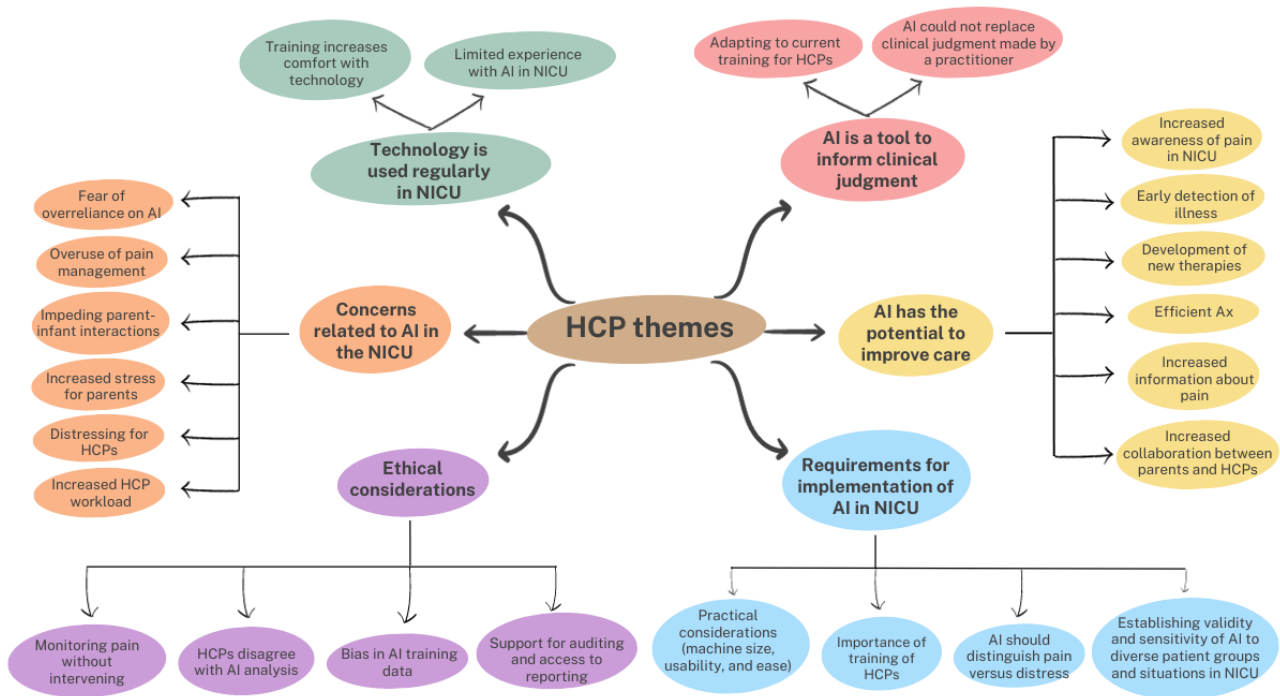 Training increases
comfort with
technology
Limited experience
with AI in NICU
Technology is
used regularly
in NICU
Adapting to current
training for HCPs
AI could not replace
clinical judgment made by
a practitioner
AI is a tool to
inform clinical
judgment
Fear of
overreliance on AI
Overuse of pain
management
Impeding parent-
infant interactions
Increased stress
for parents
Distressing for
HCPs
Increased HCP
workload
Concerns
related to AI in
the NICU
HCP themes
AI has the
potential to
improve care
Increased
awareness of pain
in NICU
Early detection of
illness
Development of
new therapies
Efficient Ax
Increased
information about
pain
Increased
collaboration between
parents and HCPs
Ethical
considerations
Monitoring pain
without
intervening
HCPs disagree
with AI analysis
Bias in AI training
data
Support for auditing
and access to
reporting
Requirements for
implementation of
AI in NICU
Practical
considerations
(machine size,
usability, and ease)
Importance of
training of
HCPs
AI should
distinguish pain
versus distress
Establishing validity
and sensitivity of AI to
diverse patient groups
and situations in NICU